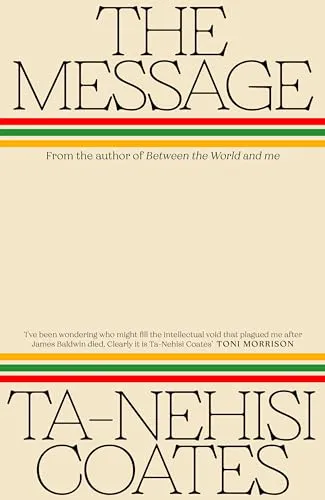 THE
MESSAGE
From the author of Between the World and me
'I've been wondering who might fill the intellectual void that plagued me after
James Baldwin died. Clearly it is Ta-Nehisi Coates' TONI MORRISON
TA-NEHISI
COATES